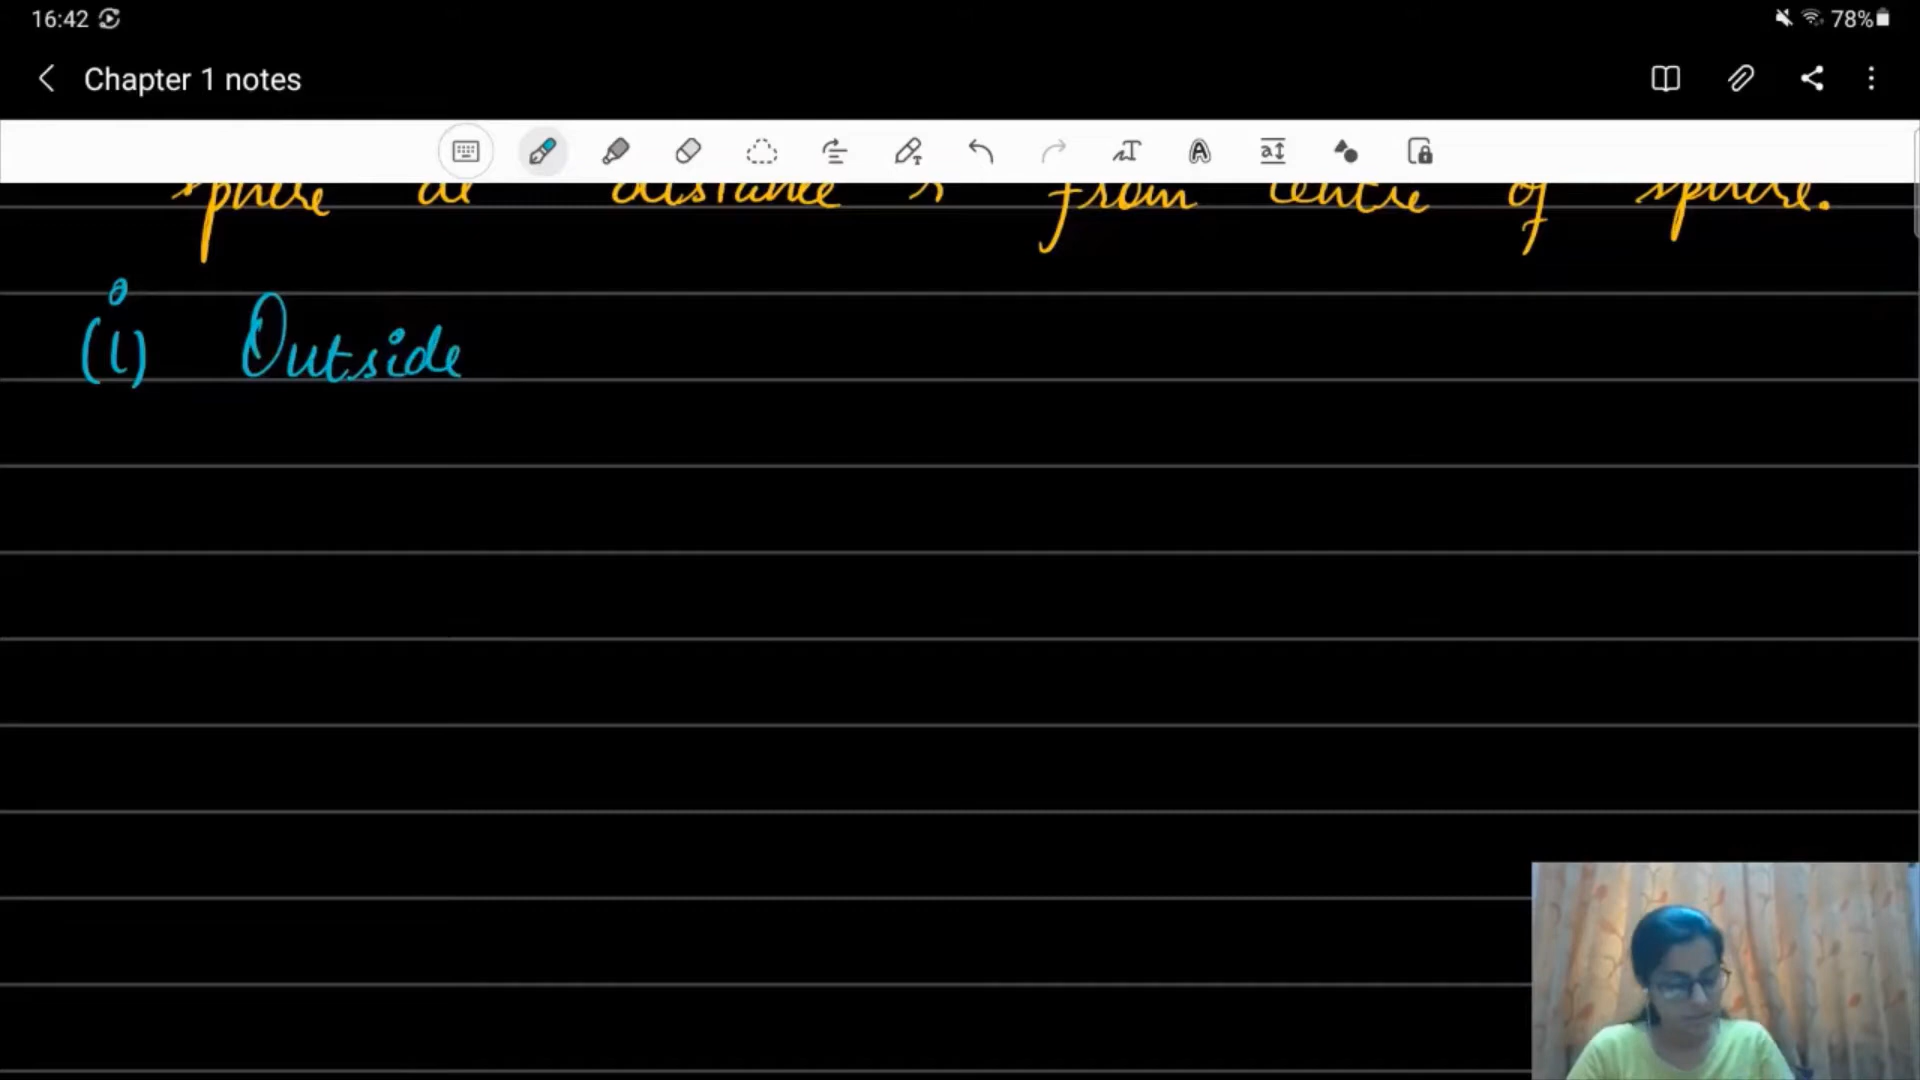 16:42 78%
Chapter 1 notes
sphere at distance r from centre of sphere.
(i) Outside